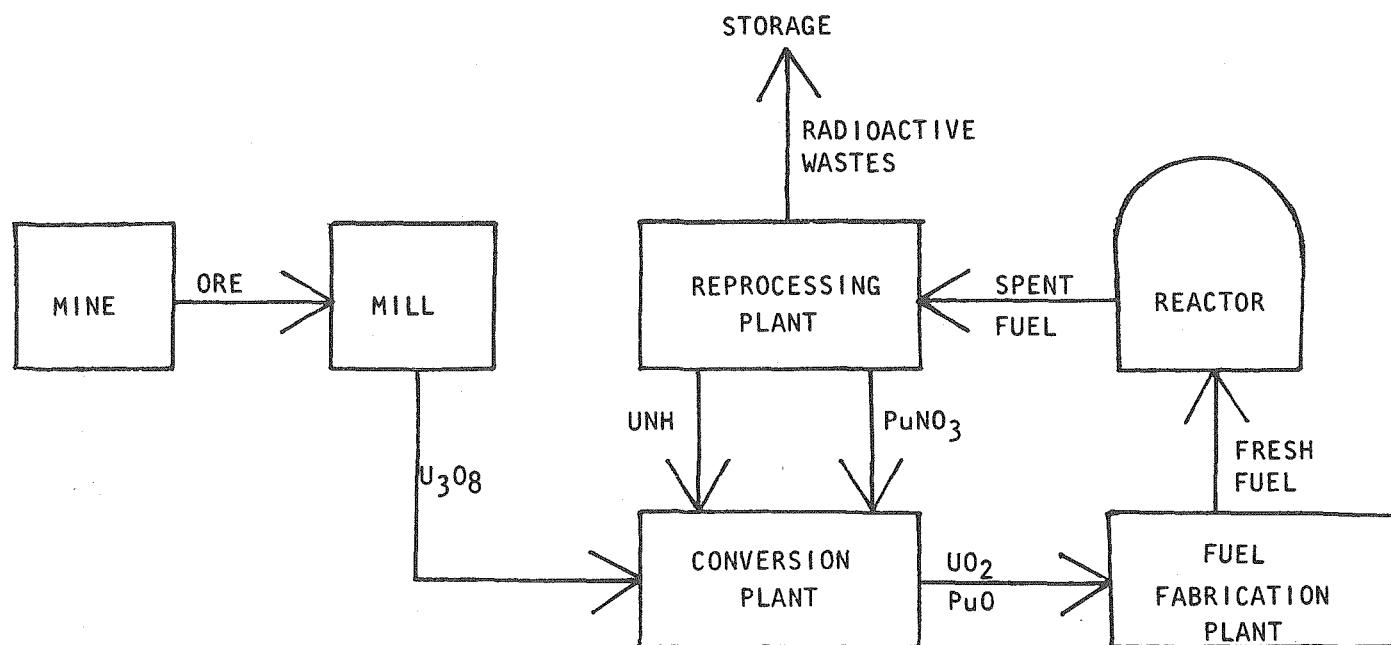 STORAGE
RADIOACTIVE
WASTES
MINE
ORE
MILL
REPROCESSING
PLANT
SPENT
FUEL
REACTOR
UNH
PuNO3
FRESH
FUEL
U3O8
CONVERSION
PLANT
UO2
PuO
FUEL
FABRICATION
PLANT